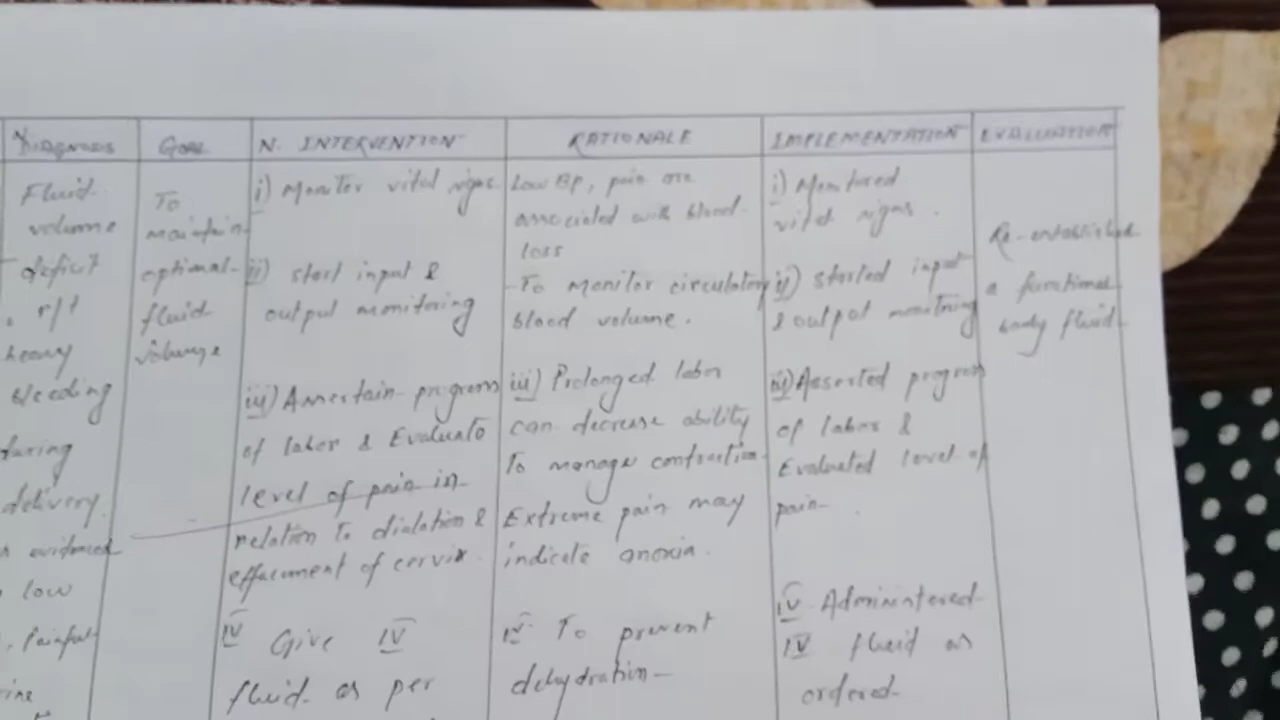 Diagnosis
Fluid
volume
deficit
r/t
heavy
bleeding
during
delivery.
evidenced
low
Painful
Goal
To
maintain
optimal
fluid
volume
N. INTERVENTION
i) Monitor vital signs.
ii) start input &
output monitoring
iii) Ascertain progress
of labor & Evaluate
level of pain in
relation to dialation &
effacement of cervix.
IV Give IV
fluid as per
RATIONALE
Low BP, pain are
associated with blood
loss
To monitor circulatory
blood volume.
iii) Prolonged labor
can decrease ability
To manage contraction
Extreme pain may
indicate anoxia.
IV To prevent
dehydration
IMPLEMENTATION
i) Monitored
vital signs.
ii) started input
& output monitoring
iii) Asserted progress
of labor &
Evaluated level of
pain
IV Administered
IV fluid as
ordered
EVALUATION
Re-established
a functional
body fluid